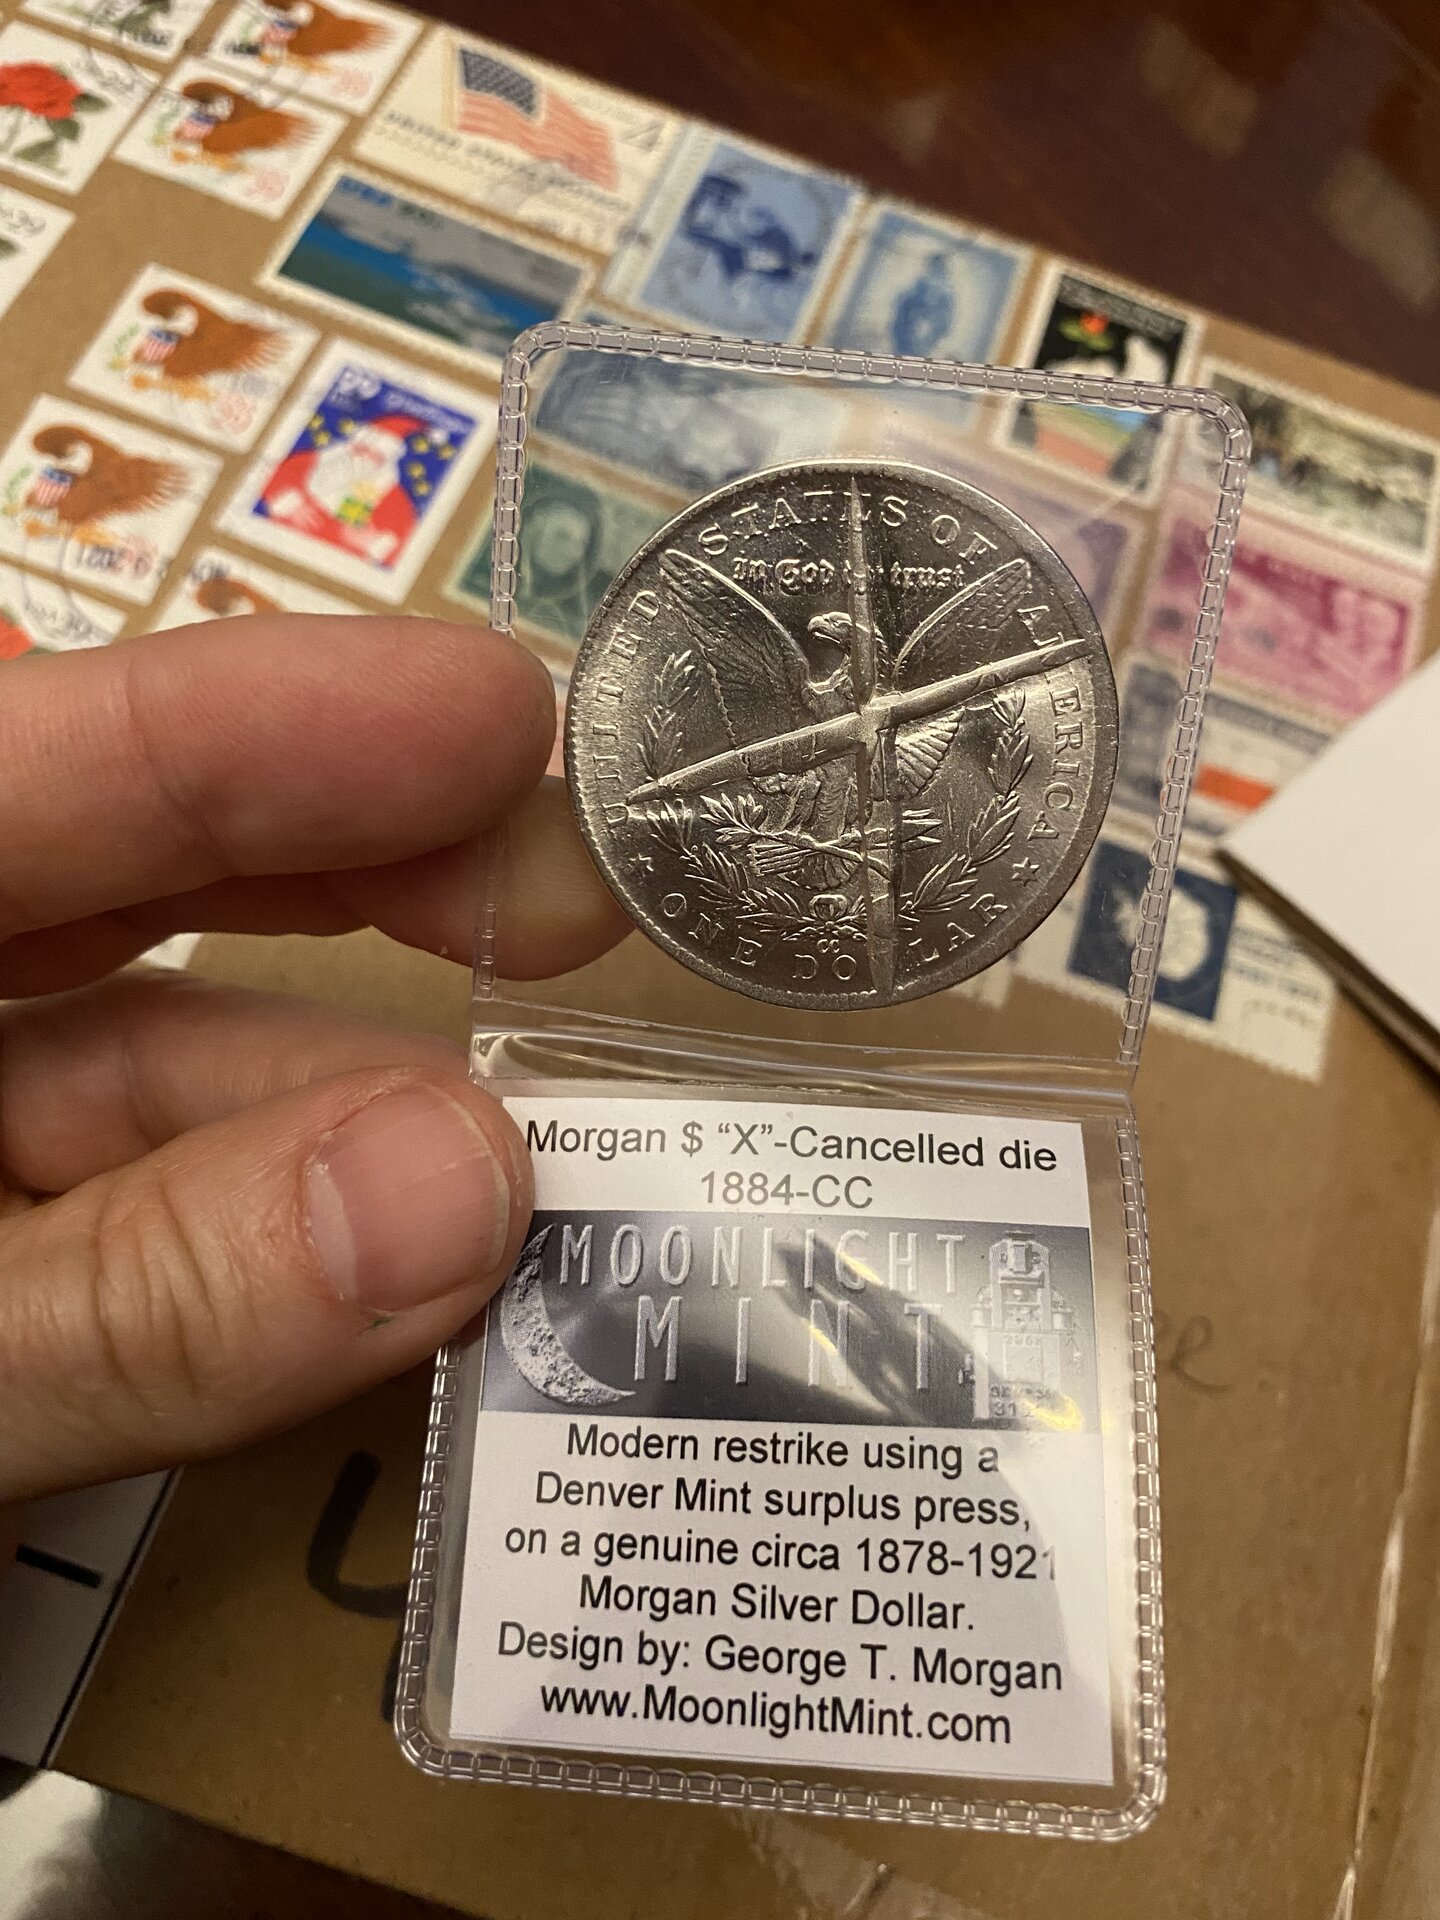 UNITED STATES OF AMERICA
In God trust
CC
ONE DOLLAR
Morgan $ “X”-Cancelled die
1884-CC
MOONLIGHT
MINT
Modern restrike using a
Denver Mint surplus press,
on a genuine circa 1878-1921
Morgan Silver Dollar.
Design by: George T. Morgan
www.MoonlightMint.com